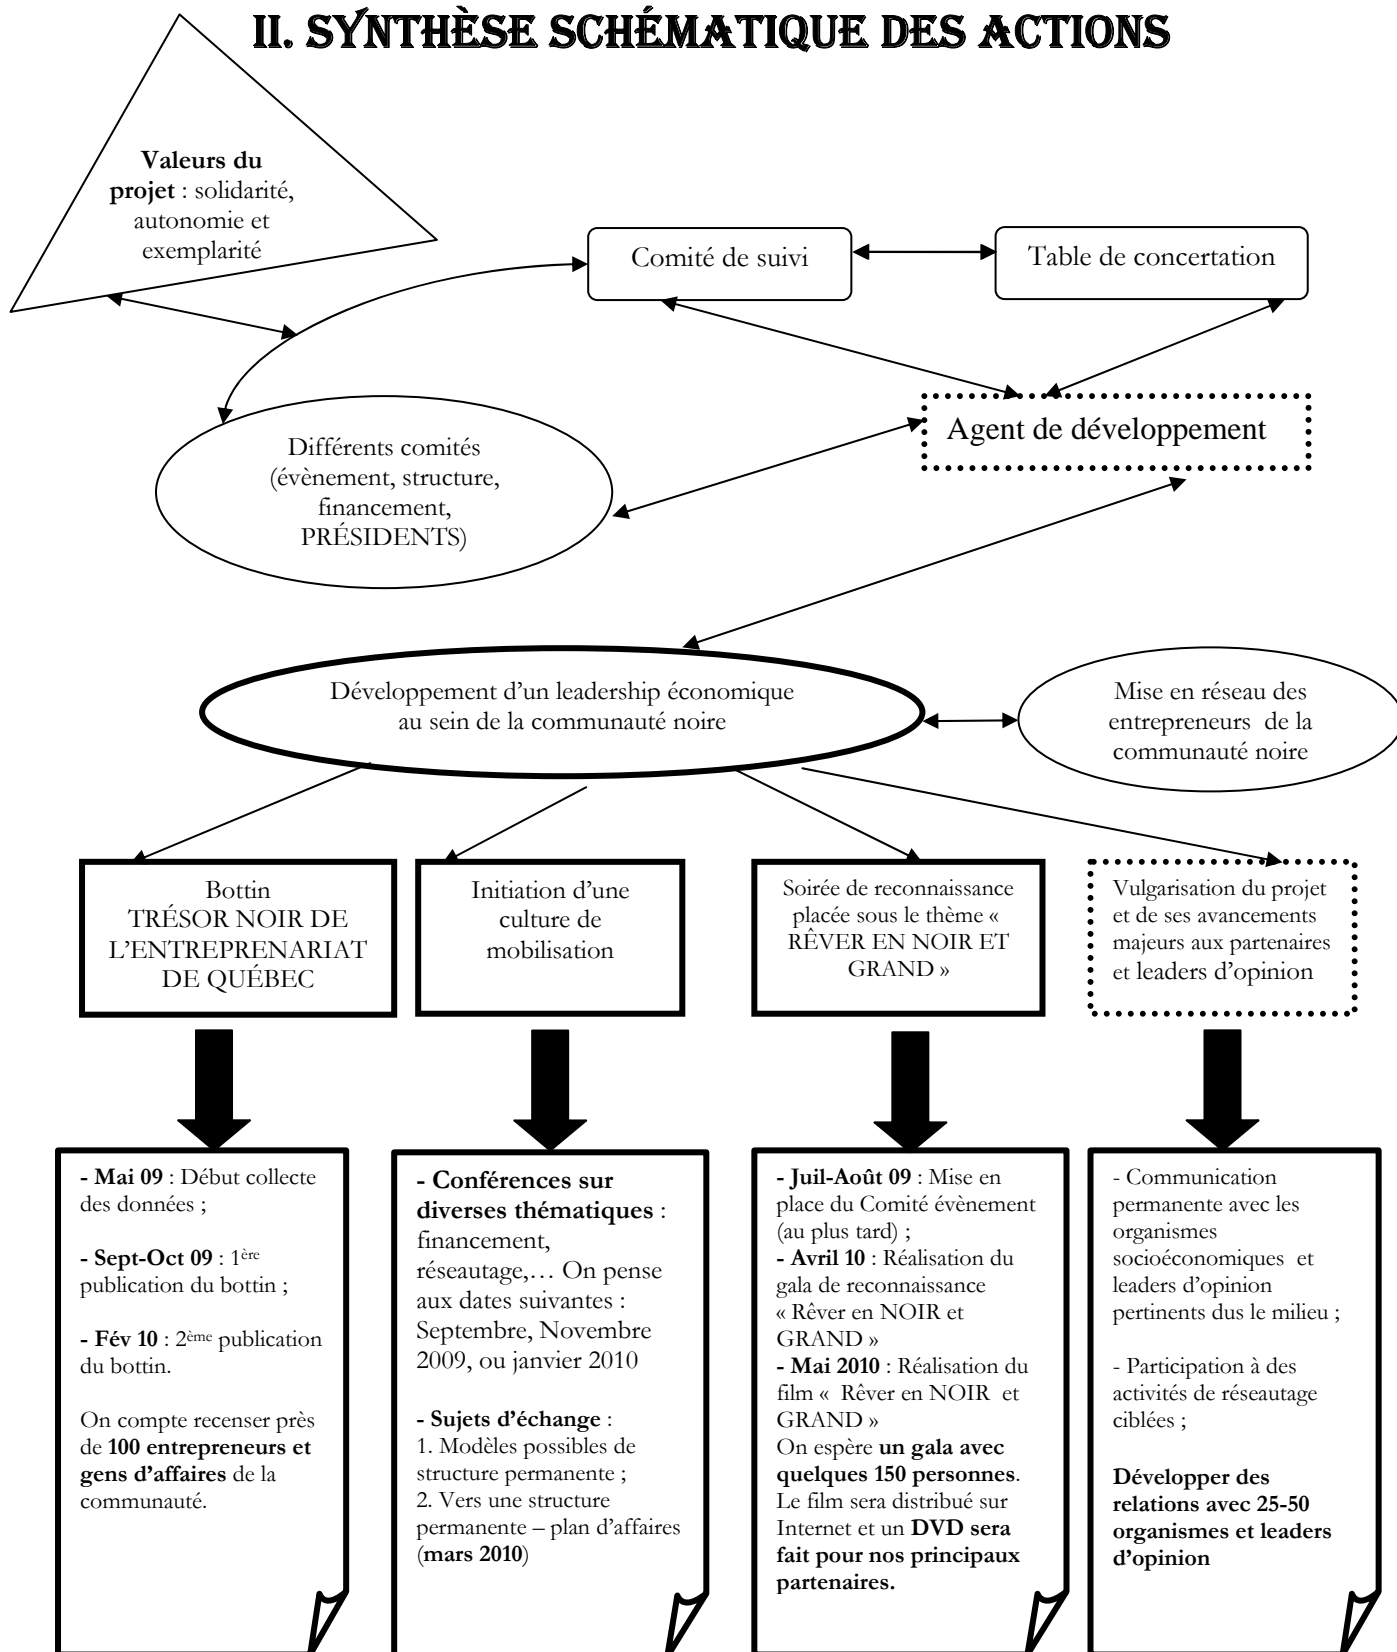 II. SYNTHÈSE SCHÉMATIQUE DES ACTIONS
Valeurs du
projet : solidarité,
autonomie et
exemplarité
Comité de suivi
Table de concertation
Agent de développement
Différents comités
(évènement, structure,
financement,
PRÉSIDENTS)
Développement d’un leadership économique
au sein de la communauté noire
Mise en réseau des
entrepreneurs de la
communauté noire
Bottin
TRÉSOR NOIR DE
L’ENTREPRENARIAT
DE QUÉBEC
Initiation d’une
culture de
mobilisation
Soirée de reconnaissance
placée sous le thème «
RÊVER EN NOIR ET
GRAND »
Vulgarisation du projet
et de ses avancements
majeurs aux partenaires
et leaders d’opinion
- Mai 09 : Début collecte
des données ;
- Sept-Oct 09 : 1ère
publication du bottin ;
- Fév 10 : 2ème publication
du bottin.
On compte recenser près
de 100 entrepreneurs et
gens d’affaires de la
communauté.
- Conférences sur
diverses thématiques :
financement,
réseautage,… On pense
aux dates suivantes :
Septembre, Novembre
2009, ou janvier 2010
- Sujets d’échange :
1. Modèles possibles de
structure permanente ;
2. Vers une structure
permanente – plan d’affaires
(mars 2010)
- Juil-Août 09 : Mise en
place du Comité évènement
(au plus tard) ;
- Avril 10 : Réalisation du
gala de reconnaissance
« Rêver en NOIR et
GRAND »
- Mai 2010 : Réalisation du
film « Rêver en NOIR et
GRAND »
On espère un gala avec
quelques 150 personnes.
Le film sera distribué sur
Internet et un DVD sera
fait pour nos principaux
partenaires.
- Communication
permanente avec les
organismes
socioéconomiques et
leaders d’opinion
pertinents dus le milieu ;
- Participation à des
activités de réseautage
ciblées ;
Développer des
relations avec 25-50
organismes et leaders
d’opinion